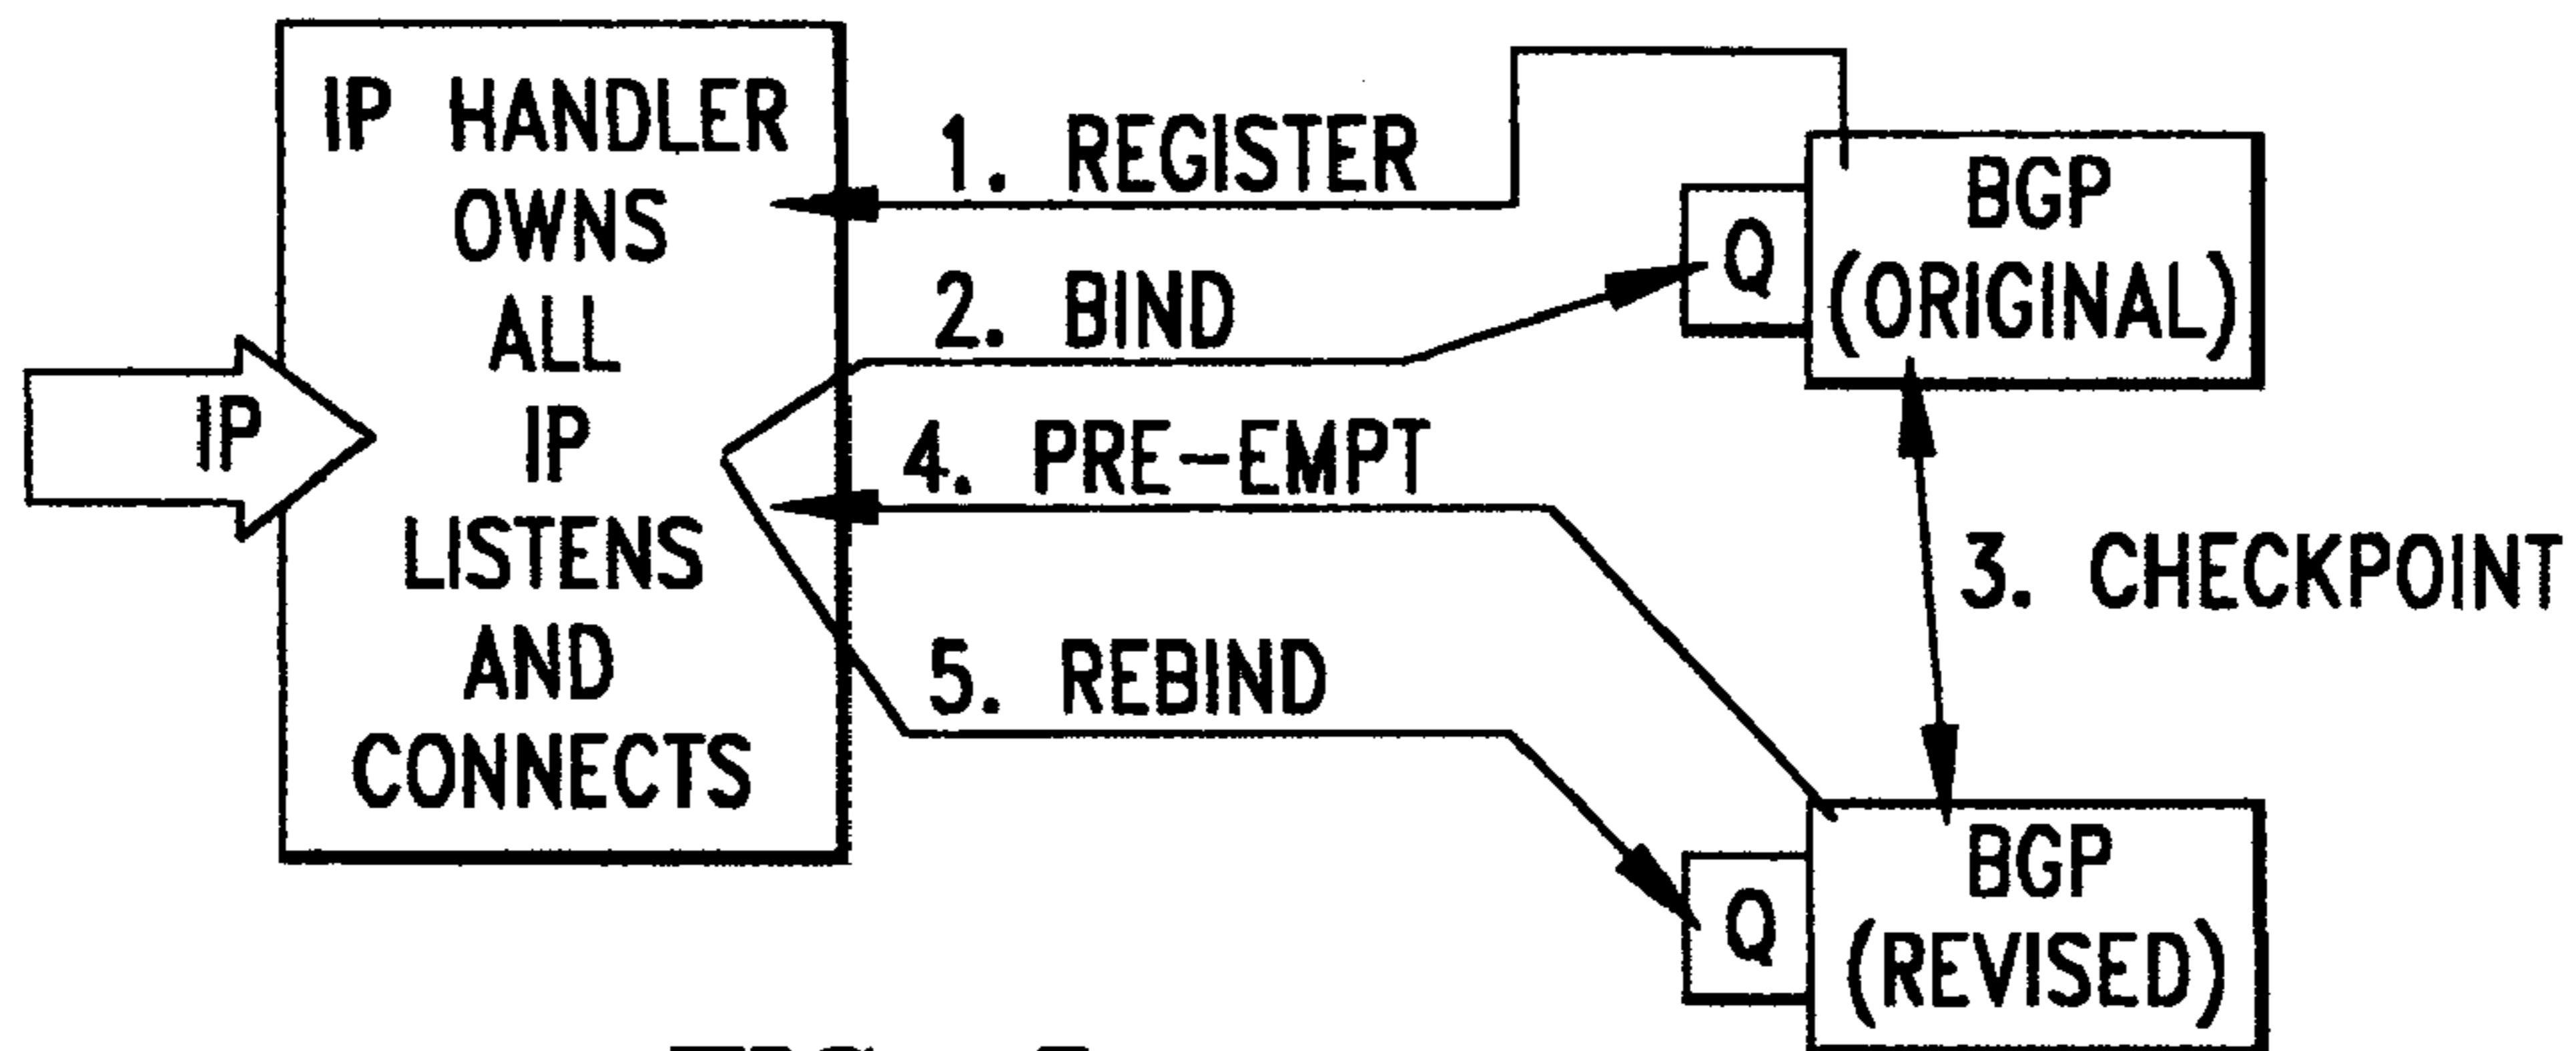 IP HANDLER
OWNS
ALL
IP
LISTENS
AND
CONNECTS
IP
1. REGISTER
2. BIND
4. PRE-EMPT
5. REBIND
Q
BGP
(ORIGINAL)
3. CHECKPOINT
Q
BGP
(REVISED)